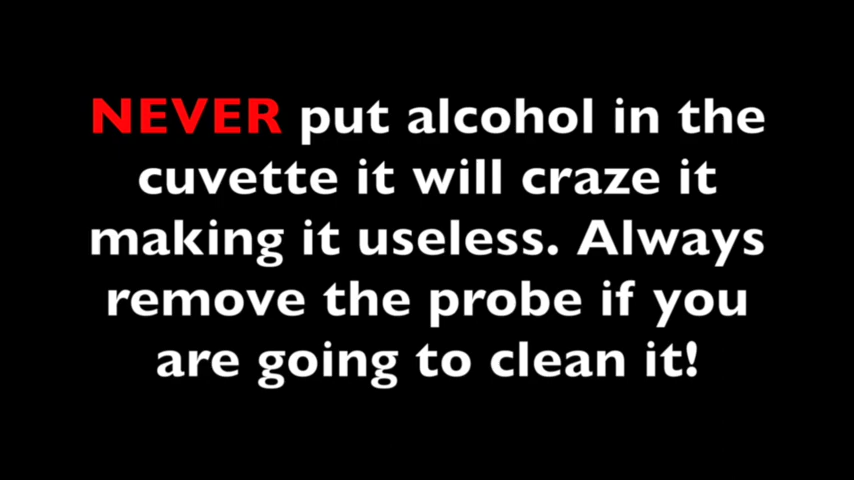 NEVER put alcohol in the
cuvette it will craze it
making it useless. Always
remove the probe if you
are going to clean it!